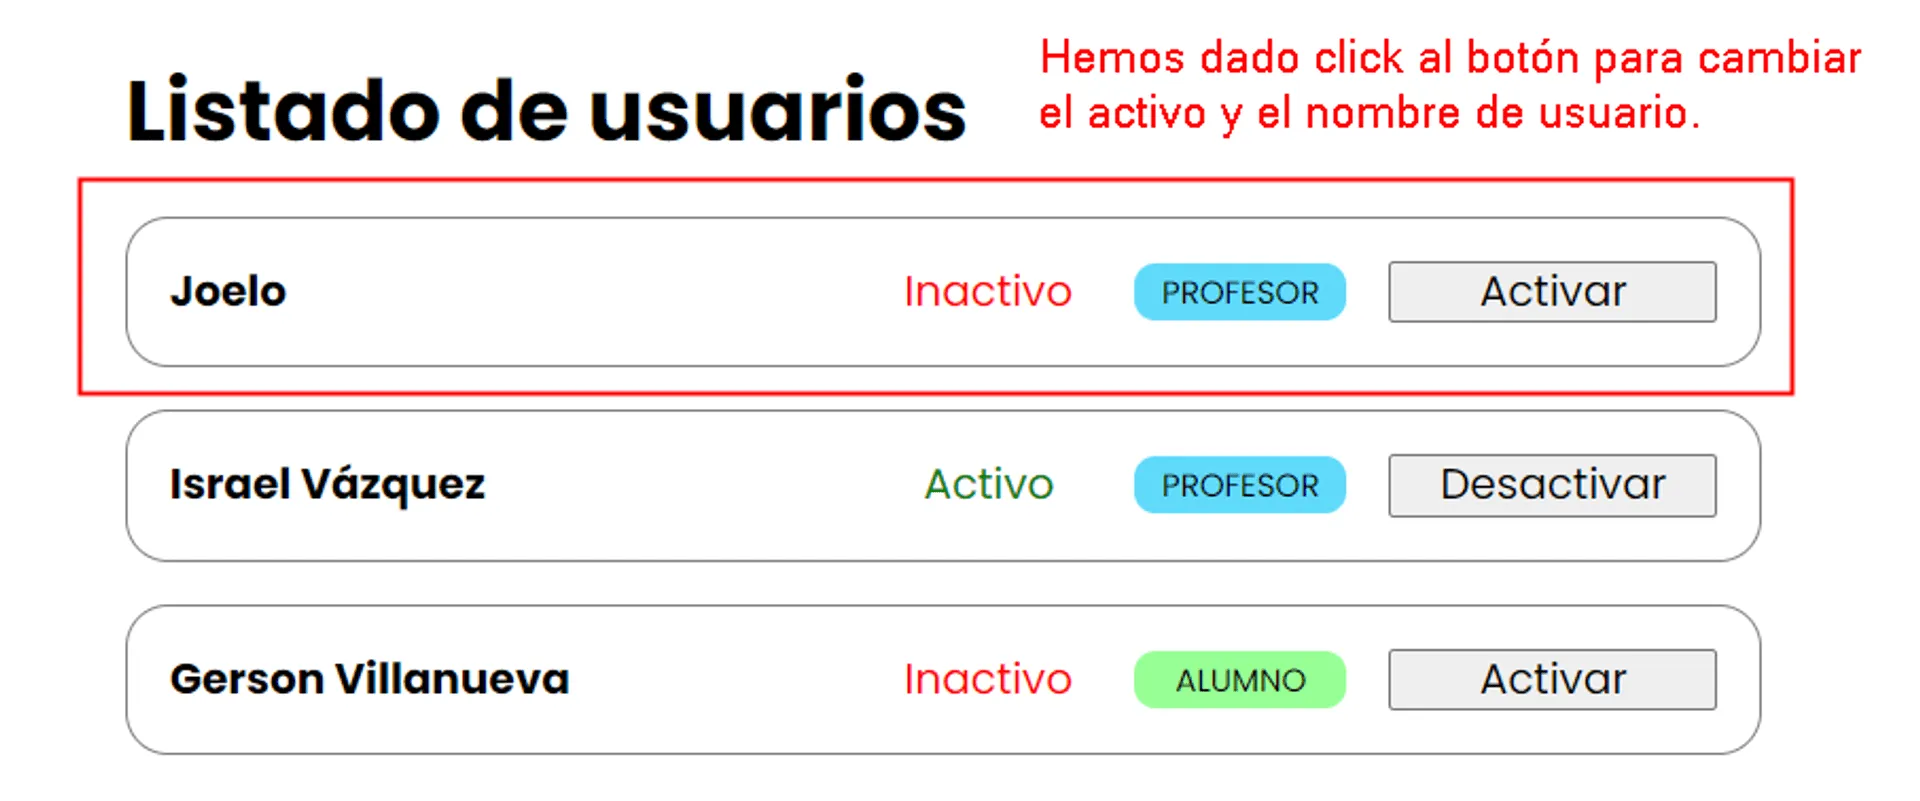 Hemos dado click al botón para cambiar
el activo y el nombre de usuario.
Listado de usuarios
Joelo Inactivo PROFESOR Activar
Israel Vázquez Activo PROFESOR Desactivar
Gerson Villanueva Inactivo ALUMNO Activar